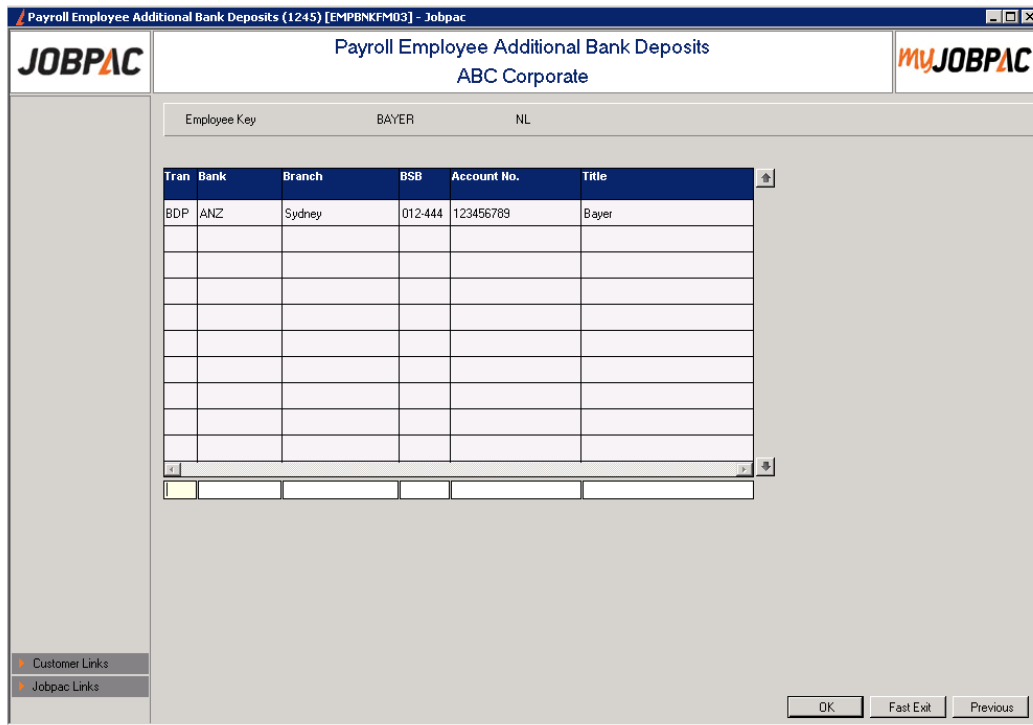 Payroll Employee Additional Bank Deposits (1245) [EMPBNKFM03] - Jobpac
JOBPAC
Payroll Employee Additional Bank Deposits
ABC Corporate
myJOBPAC
Employee Key BAYER NL
Tran Bank Branch BSB Account No. Title
BDP ANZ Sydney 012-444 123456789 Bayer
Customer Links
Jobpac Links
OK Fast Exit Previous